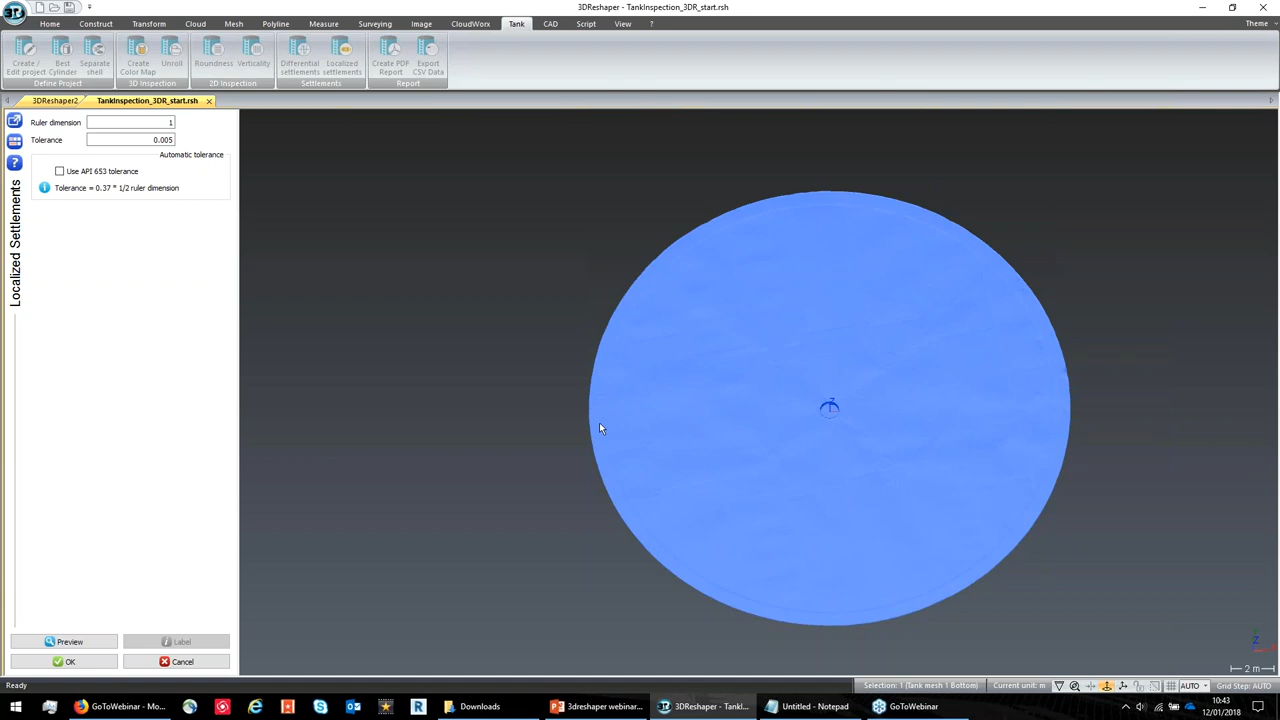 3DReshaper - TankInspection_3DR_start.rsh
Home Construct Transform Cloud Mesh Polyline Measure Surveying Image CloudWorx Tank CAD Script View ? Theme
Create / Edit project
Best Cylinder
Separate shell
Create Color Map
Unroll
Roundness
Verticality
Differential settlements
Localized settlements
Create PDF Report
Export CSV Data
Define Project 3D Inspection 2D Inspection Settlements Report
3DReshaper2 TankInspection_3DR_start.rsh
Ruler dimension 1
Tolerance 0.005
Automatic tolerance
Use API 653 tolerance
Tolerance = 0.37 * 1/2 ruler dimension
Localized Settlements
Z
Preview Label
OK Cancel
Z
2 m
Ready Selection: 1 (Tank mesh 1 Bottom) Current unit: m AUTO Grid Step: AUTO
GoToWebinar - Mo... Downloads 3dreshaper webinar... 3DReshaper - TankI... Untitled - Notepad GoToWebinar
10:43
12/01/2018